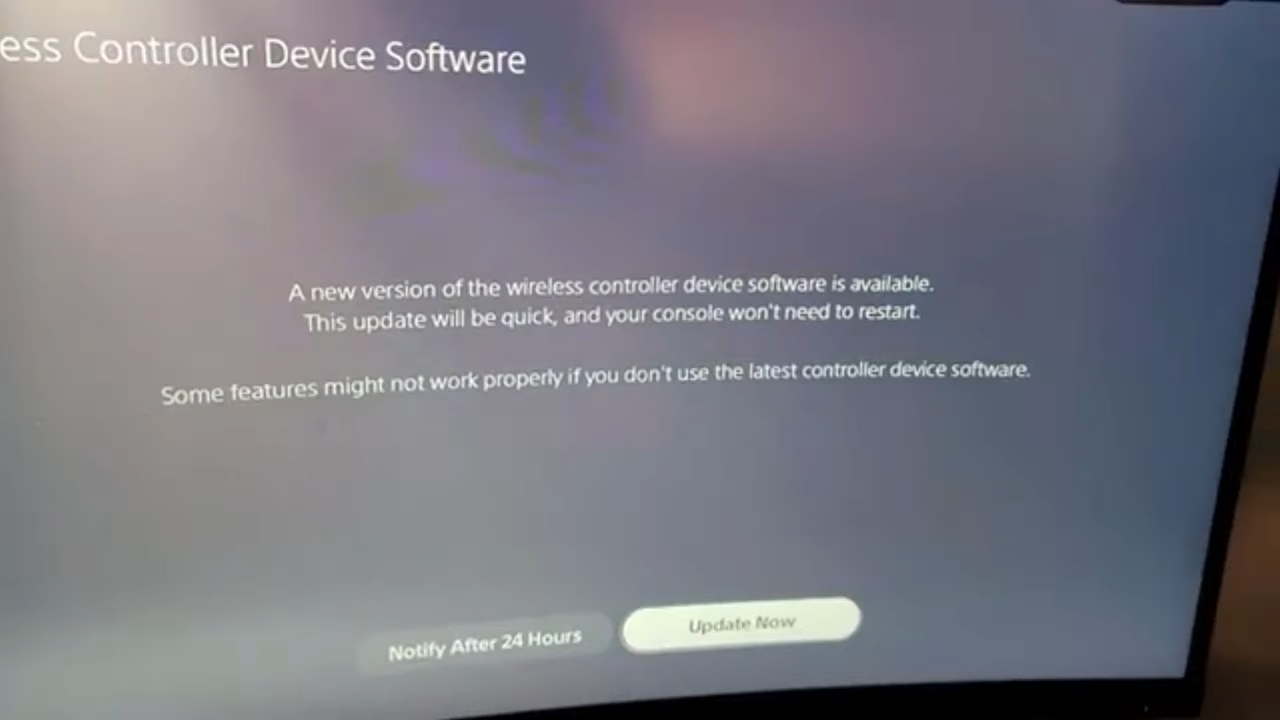 ess Controller Device Software
A new version of the wireless controller device software is available.
This update will be quick, and your console won't need to restart.
Some features might not work properly if you don't use the latest controller device software.
Notify After 24 Hours
Update Now